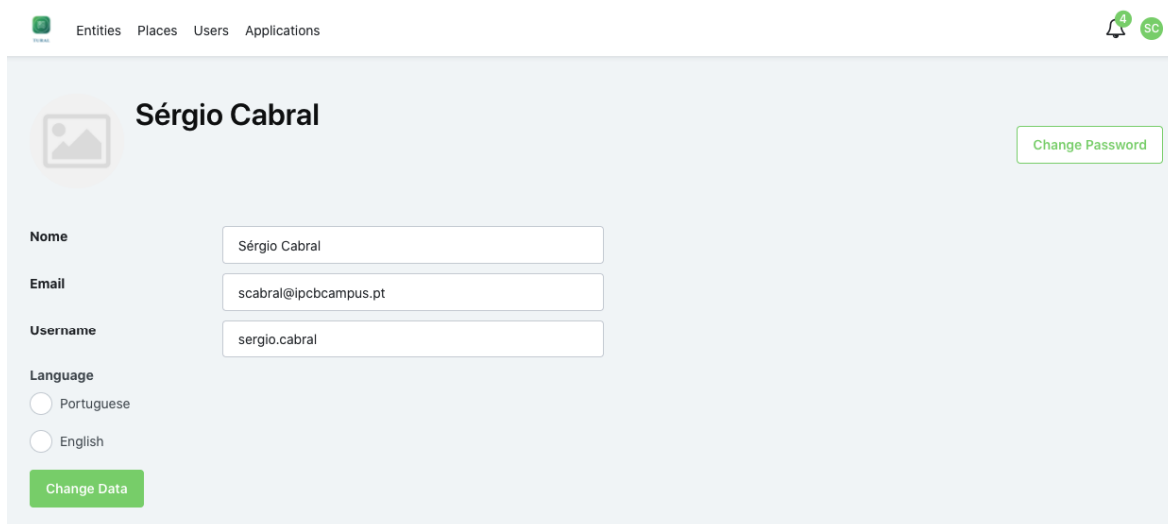 Entities Places Users Applications 4 SC
Sérgio Cabral
Change Password
Nome Sérgio Cabral
Email scabral@ipcbcampus.pt
Username sergio.cabral
Language
Portuguese
English
Change Data